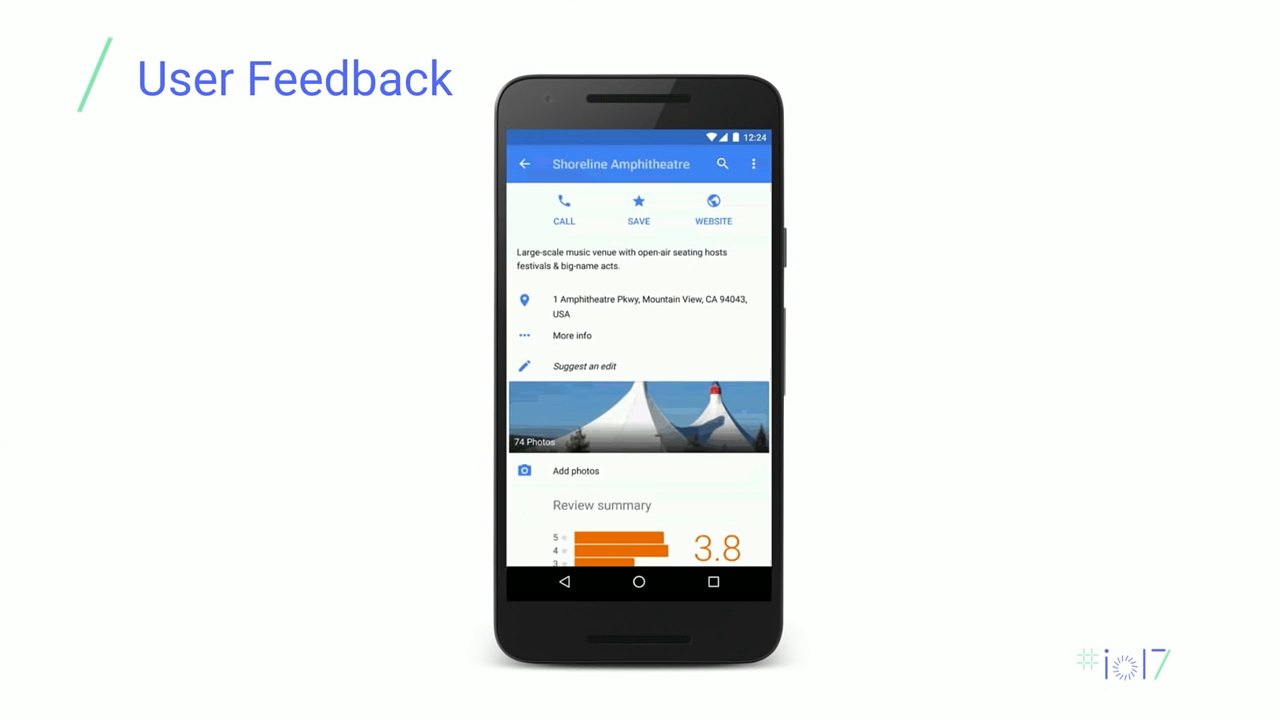 User Feedback
12:24
Shoreline Amphitheatre
CALL SAVE WEBSITE
Large-scale music venue with open-air seating hosts
festivals & big-name acts.
1 Amphitheatre Pkwy, Mountain View, CA 94043,
USA
More info
Suggest an edit
74 Photos
Add photos
Review summary
5
4
3
3.8
#io17